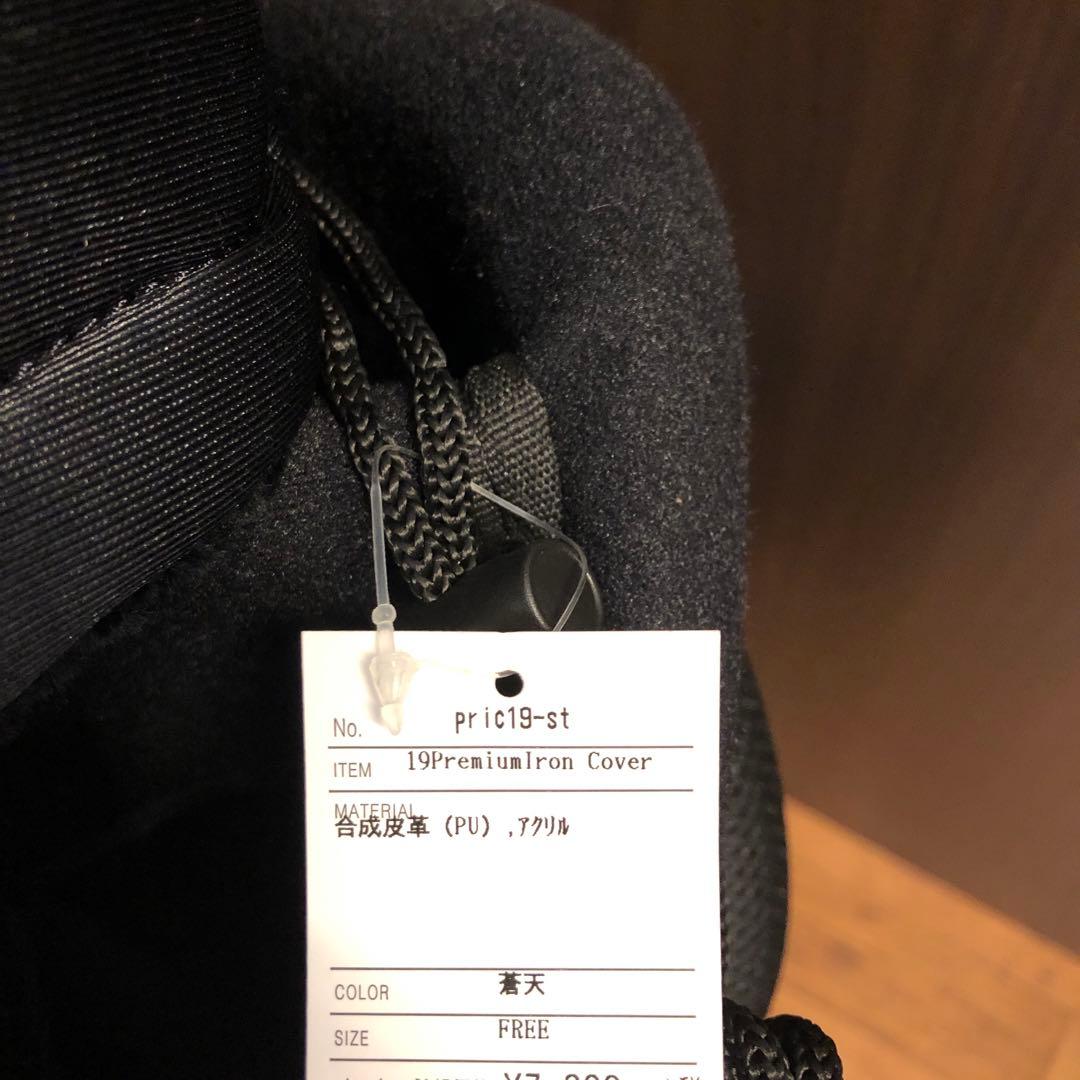 No. pric19-st
ITEM 19PremiumIron Cover
MATERIAL
合成皮革 (PU) ,アクリル
COLOR 蒼天
SIZE FREE